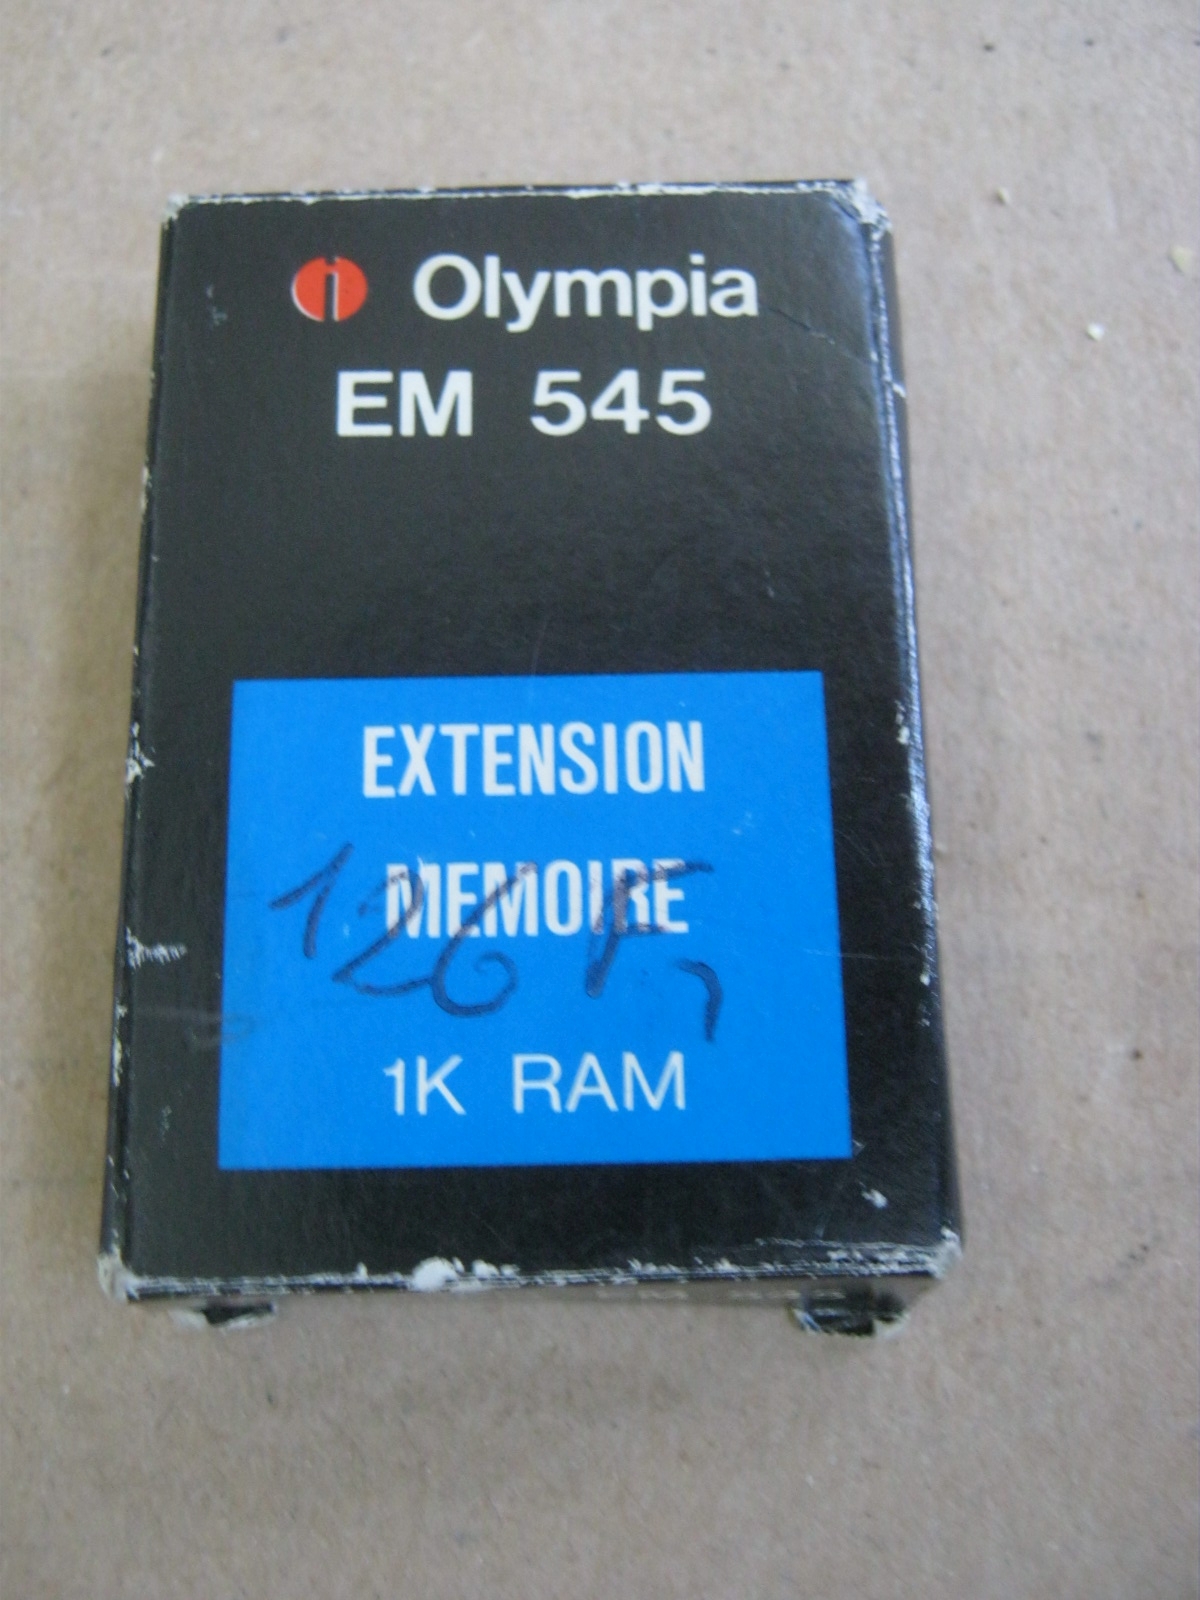 Olympia
EM 545
EXTENSION
MEMOIRE
126 F,
1K RAM